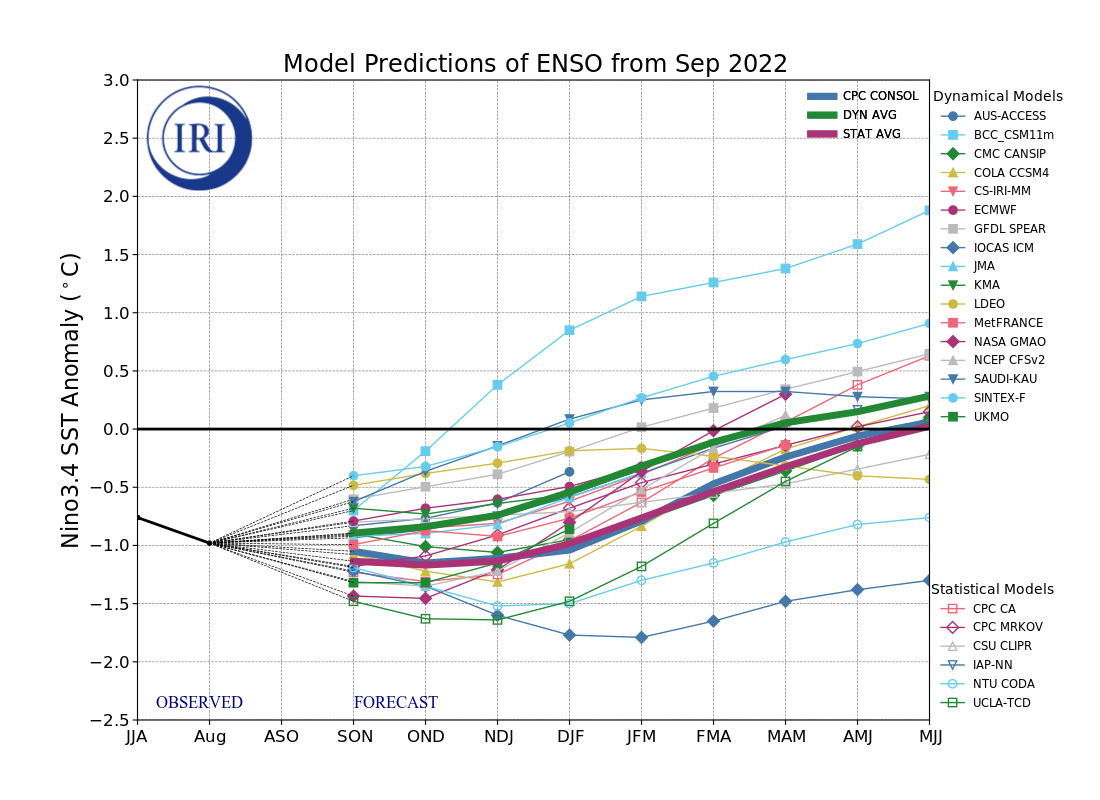 Model Predictions of ENSO from Sep 2022
Nino3.4 SST Anomaly (°C)
3.0
2.5
2.0
1.5
1.0
0.5
0.0
−0.5
−1.0
−1.5
−2.0
−2.5
IRI
CPC CONSOL
DYN AVG
STAT AVG
OBSERVED
FORECAST
JJA Aug ASO SON OND NDJ DJF JFM FMA MAM AMJ MJJ
Dynamical Models
AUS-ACCESS
BCC_CSM11m
CMC CANSIP
COLA CCSM4
CS-IRI-MM
ECMWF
GFDL SPEAR
IOCAS ICM
JMA
KMA
LDEO
MetFRANCE
NASA GMAO
NCEP CFSv2
SAUDI-KAU
SINTEX-F
UKMO
Statistical Models
CPC CA
CPC MRKOV
CSU CLIPR
IAP-NN
NTU CODA
UCLA-TCD